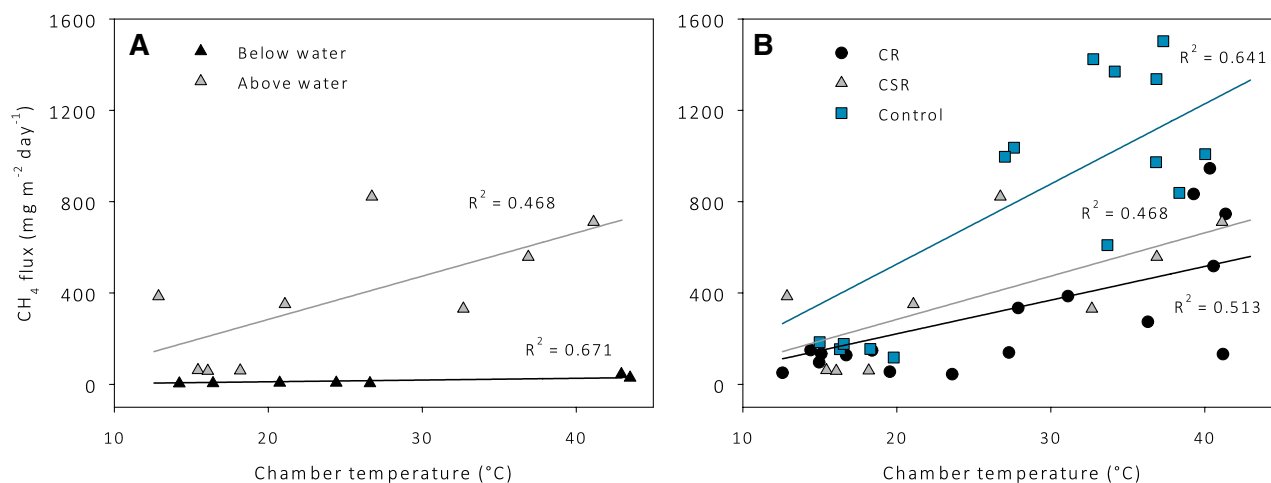 A
Below water
Above water
R² = 0.468
R² = 0.671
1600
1200
800
400
0
10
20
30
40
CH₄ flux (mg m⁻² day⁻¹)
Chamber temperature (°C)
B
CR
CSR
Control
R² = 0.641
R² = 0.468
R² = 0.513
1600
1200
800
400
0
10
20
30
40
Chamber temperature (°C)